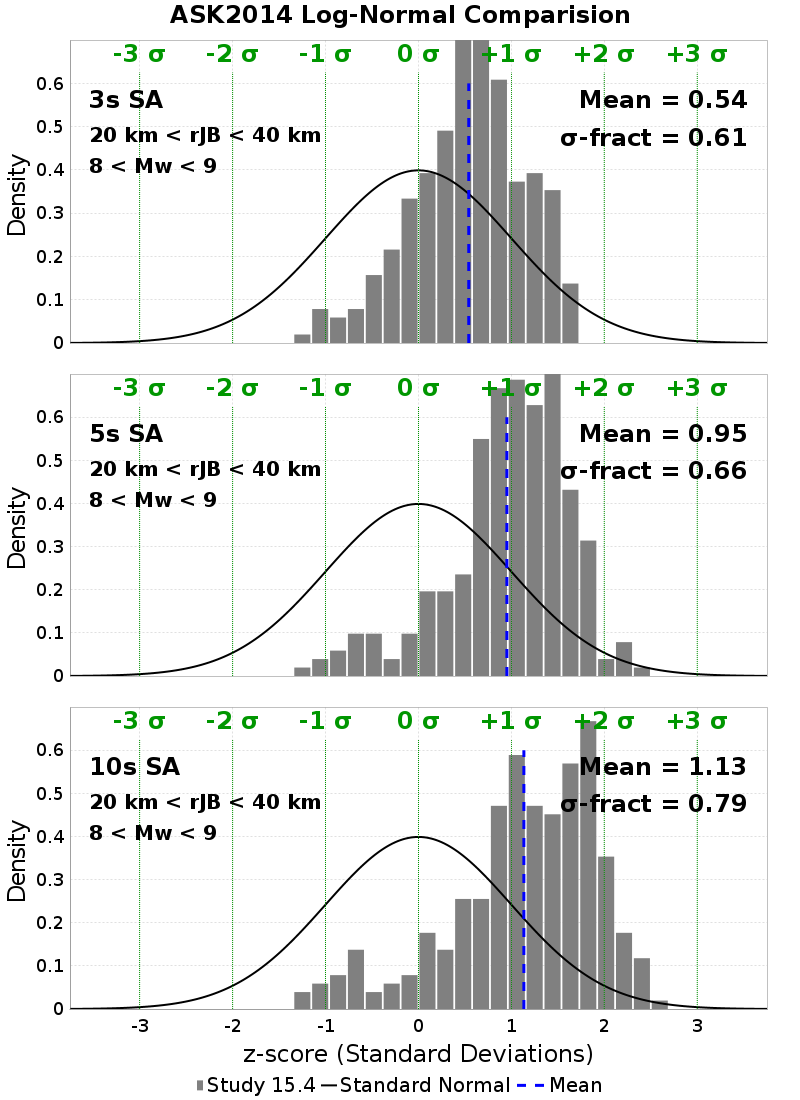 ASK2014 Log-Normal Comparision
-3 σ -2 σ -1 σ 0 σ +1 σ +2 σ +3 σ
0.6
3s SA Mean = 0.54
0.5
20 km < rJB < 40 km σ-fract = 0.61
0.4
8 < Mw < 9
0.3
0.2
0.1
0
Density
-3 σ -2 σ -1 σ 0 σ +1 σ +2 σ +3 σ
0.6
5s SA Mean = 0.95
0.5
20 km < rJB < 40 km σ-fract = 0.66
0.4
8 < Mw < 9
0.3
0.2
0.1
0
Density
-3 σ -2 σ -1 σ 0 σ +1 σ +2 σ +3 σ
0.6
10s SA Mean = 1.13
0.5
20 km < rJB < 40 km σ-fract = 0.79
0.4
8 < Mw < 9
0.3
0.2
0.1
0
Density
-3 -2 -1 0 1 2 3
z-score (Standard Deviations)
Study 15.4 Standard Normal Mean